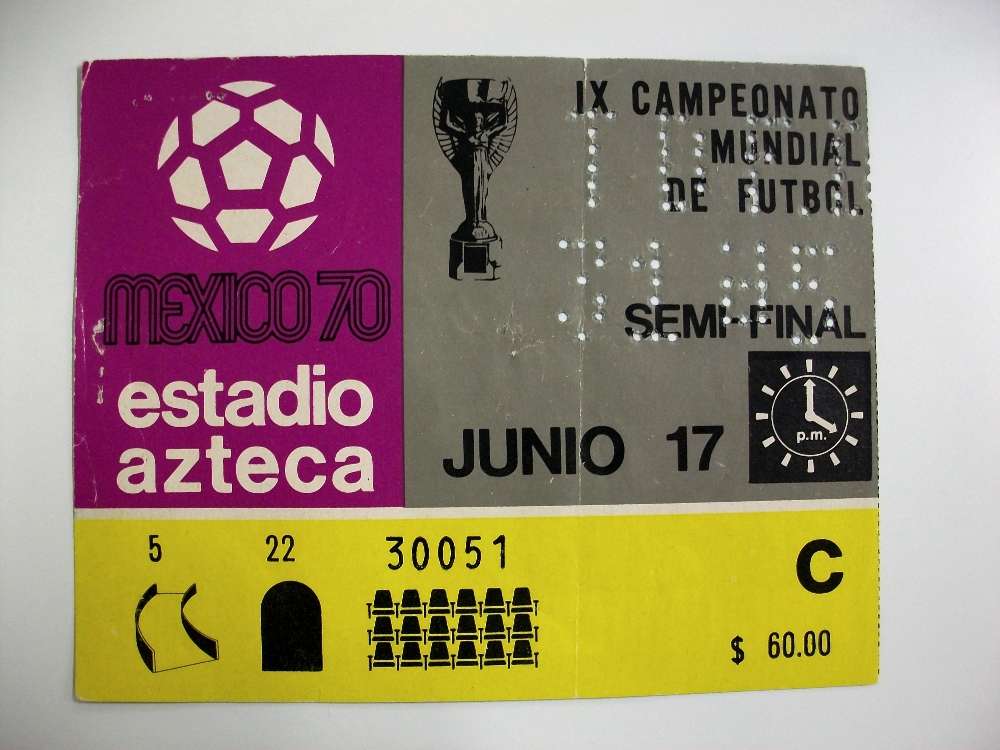 MEXICO 70
estadio
azteca
IX CAMPEONATO
MUNDIAL
DE FUTBOL
SEMI-FINAL
JUNIO 17
p.m.
5 22 30051
C
$ 60.00